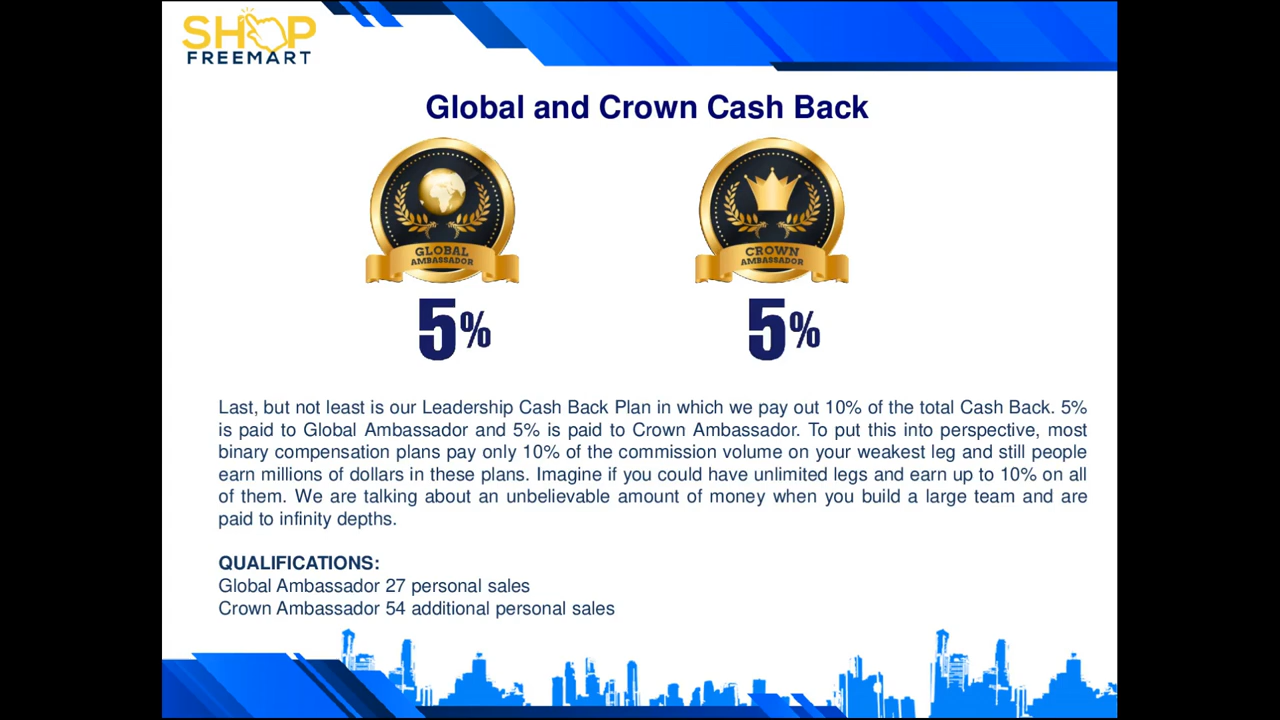 SHOP
FREEMART
Global and Crown Cash Back
GLOBAL
AMBASSADOR
CROWN
AMBASSADOR
5%
5%
Last, but not least is our Leadership Cash Back Plan in which we pay out 10% of the total Cash Back. 5%
is paid to Global Ambassador and 5% is paid to Crown Ambassador. To put this into perspective, most
binary compensation plans pay only 10% of the commission volume on your weakest leg and still people
earn millions of dollars in these plans. Imagine if you could have unlimited legs and earn up to 10% on all
of them. We are talking about an unbelievable amount of money when you build a large team and are
paid to infinity depths.
QUALIFICATIONS:
Global Ambassador 27 personal sales
Crown Ambassador 54 additional personal sales